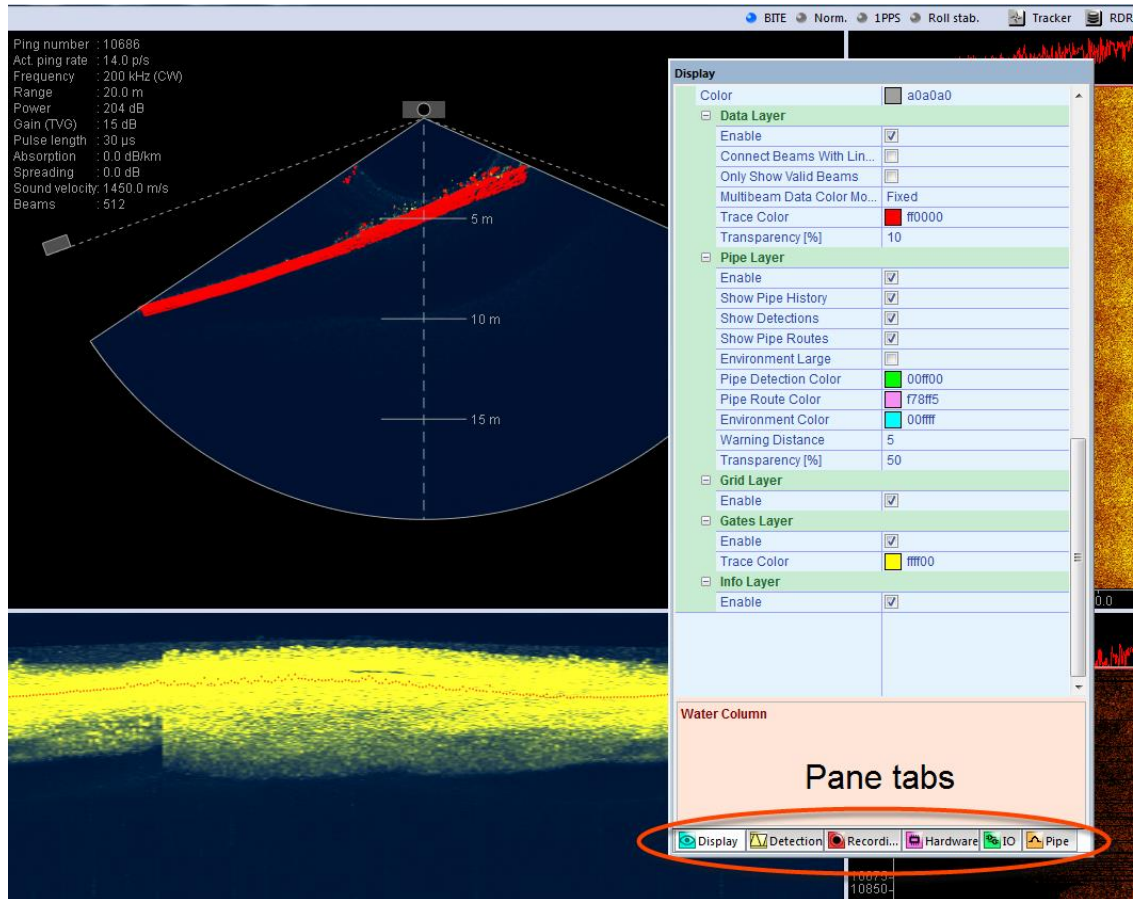 BITE Norm. 1PPS Roll stab. Tracker RDR
Ping number : 10686
Act. ping rate : 14.0 p/s
Frequency : 200 kHz (CW)
Range : 20.0 m
Power : 204 dB
Gain (TVG) : 15 dB
Pulse length : 30 µs
Absorption : 0.0 dB/km
Spreading : 0.0 dB
Sound velocity: 1450.0 m/s
Beams : 512
5 m
10 m
15 m
Display
Color a0a0a0
Data Layer
Enable
Connect Beams With Lin...
Only Show Valid Beams
Multibeam Data Color Mo... Fixed
Trace Color ff0000
Transparency [%] 10
Pipe Layer
Enable
Show Pipe History
Show Detections
Show Pipe Routes
Environment Large
Pipe Detection Color 00ff00
Pipe Route Color f78ff5
Environment Color 00ffff
Warning Distance 5
Transparency [%] 50
Grid Layer
Enable
Gates Layer
Enable
Trace Color ffff00
Info Layer
Enable
0.0
Water Column
Pane tabs
Display Detection Recordi... Hardware IO Pipe
10850